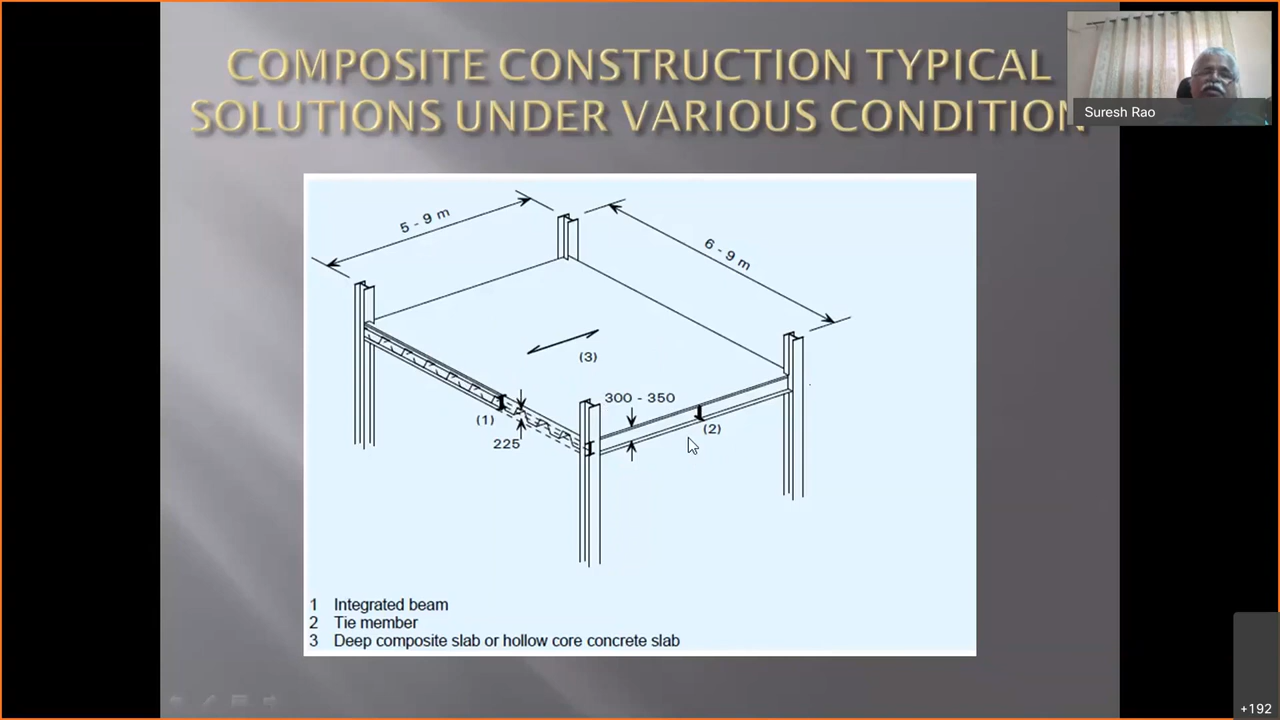 COMPOSITE CONSTRUCTION TYPICAL
SOLUTIONS UNDER VARIOUS CONDITION
Suresh Rao
5 - 9 m
6 - 9 m
(3)
300 - 350
(1)
(2)
225
1 Integrated beam
2 Tie member
3 Deep composite slab or hollow core concrete slab
+192